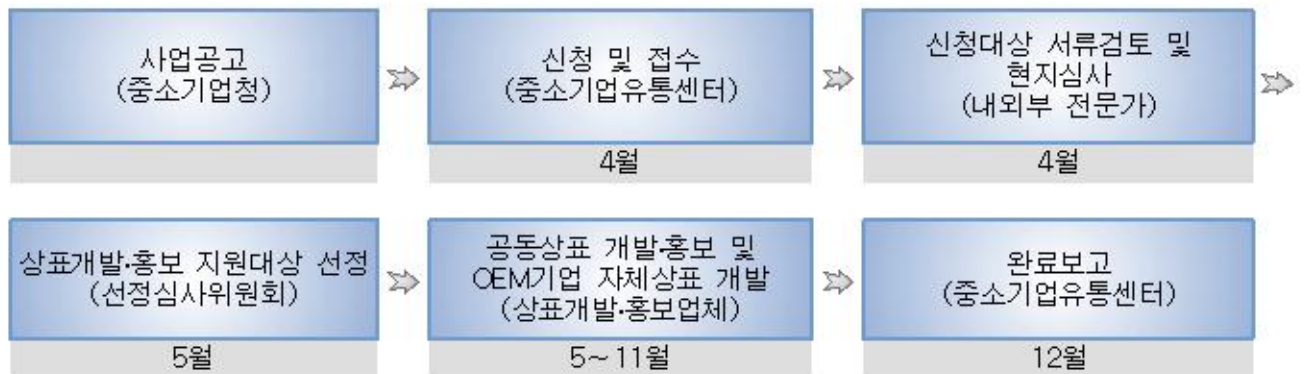 사업공고
(중소기업청)
신청 및 접수
(중소기업유통센터)
4월
신청대상 서류검토 및
현지심사
(내외부 전문가)
4월
상표개발·홍보 지원대상 선정
(선정심사위원회)
5월
공동상표 개발·홍보 및
OEM기업 자체상표 개발
(상표개발·홍보업체)
5~11월
완료보고
(중소기업유통센터)
12월